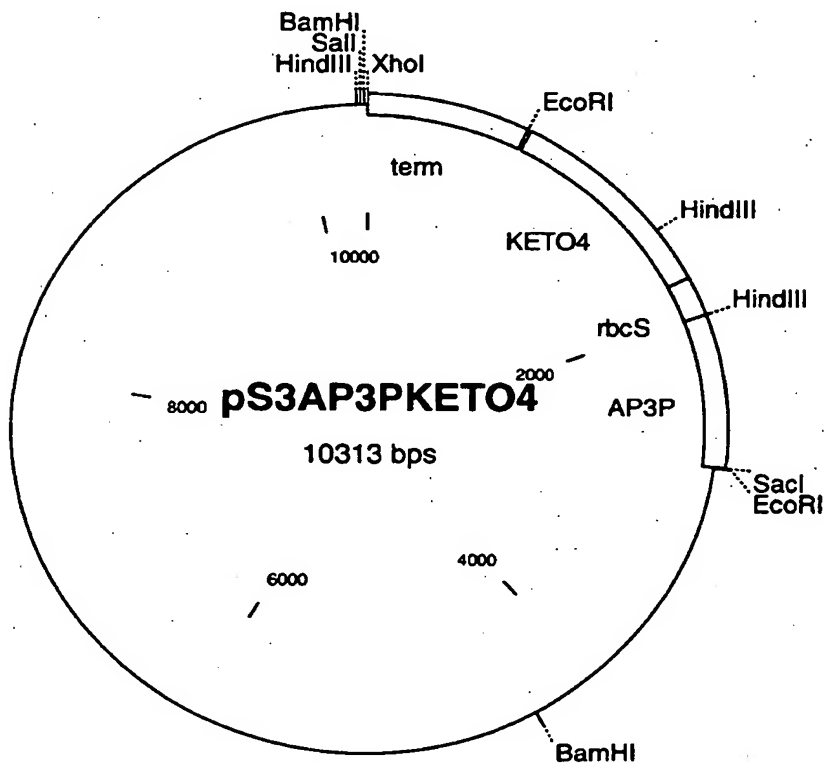 BamHI
SalI
HindIII XhoI
EcoRI
term
HindIII
KETO4
10000
HindIII
rbcS
2000
8000 pS3AP3PKETO4
AP3P
10313 bps
SacI
EcoRI
4000
6000
BamHI